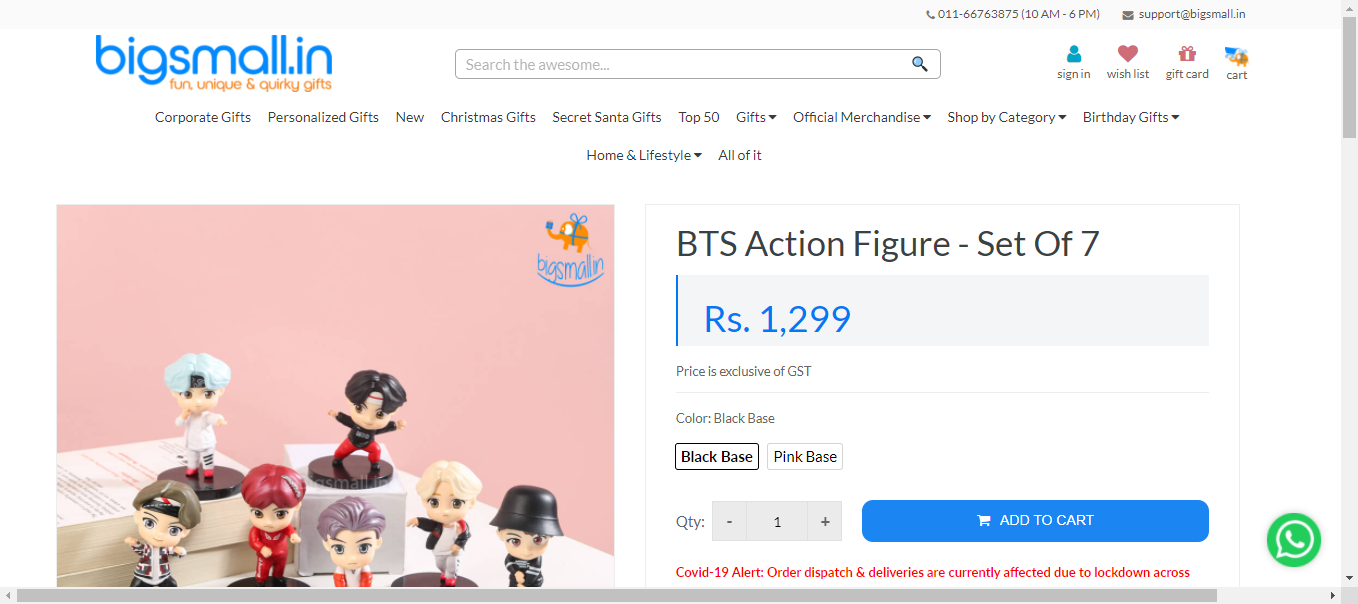 011-66763875 (10 AM - 6 PM) support@bigsmall.in
bigsmall.in
fun, unique & quirky gifts
Search the awesome...
sign in wish list gift card cart
Corporate Gifts Personalized Gifts New Christmas Gifts Secret Santa Gifts Top 50 Gifts Official Merchandise Shop by Category Birthday Gifts
Home & Lifestyle All of it
bigsmall.in
BTS Action Figure - Set Of 7
Rs. 1,299
Price is exclusive of GST
Color: Black Base
Black Base Pink Base
bigsmall.in
Qty: - 1 + ADD TO CART
Covid-19 Alert: Order dispatch & deliveries are currently affected due to lockdown across